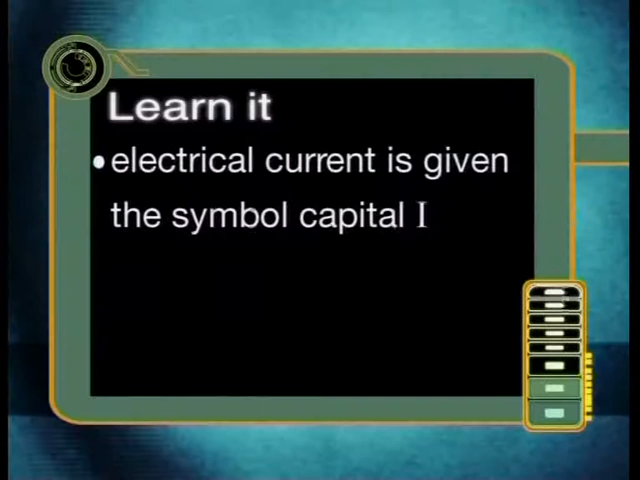 Learn it
•electrical current is given
the symbol capital I